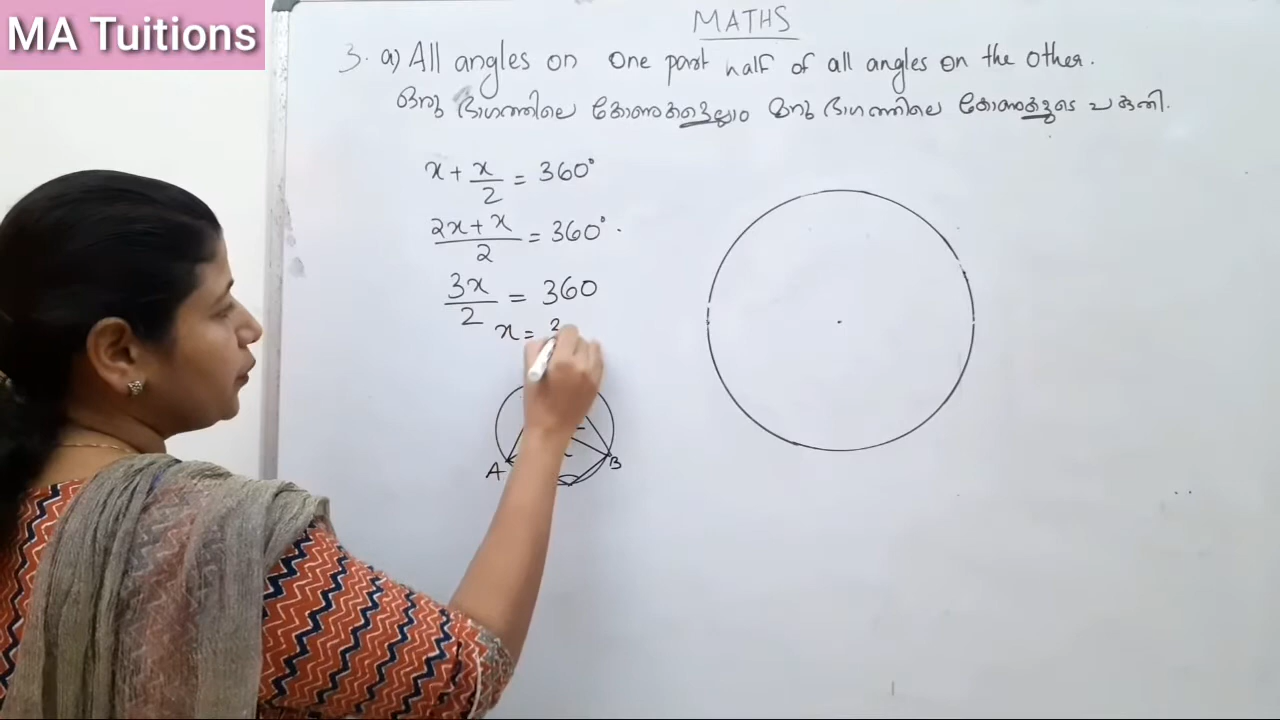 MA Tuitions
MATHS
3. a) All angles on one part half of all angles on the other.
ഒരു ഭാഗത്തിലെ കോണുകളെല്ലാം മറു ഭാഗത്തിലെ കോണുകളുടെ പകുതി.
x + x/2 = 360°
2x + x/2 = 360°.
3x/2 = 360
x =
A B